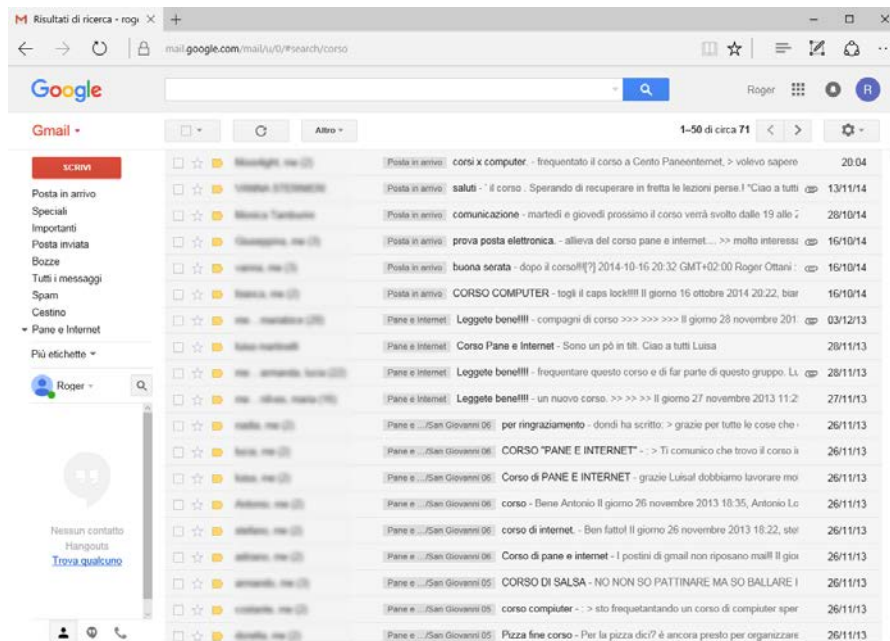 Risultati di ricerca - rog
mail.google.com/mail/u/0/#search/corso
Google
Roger
R
Gmail
Altro
1–50 di circa 71
SCRIVI
Posta in arrivo
Speciali
Importanti
Posta inviata
Bozze
Tutti i messaggi
Spam
Cestino
Pane e Internet
Più etichette
Roger
Nessun contatto
Hangouts
Trova qualcuno
Posta in arrivo corsi x computer. - frequentato il corso a Cento Paneenternet, > volevo sapere 20:04
Posta in arrivo saluti - ' il corso . Sperando di recuperare in fretta le lezioni perse.! "Ciao a tutti 13/11/14
Posta in arrivo comunicazione - martedì e giovedì prossimo il corso verrà svolto dalle 19 alle 28/10/14
Posta in arrivo prova posta elettronica. - allieva del corso pane e internet.... >> molto interessa 16/10/14
Posta in arrivo buona serata - dopo il corso!!![?] 2014-10-16 20:32 GMT+02:00 Roger Ottani : 16/10/14
Posta in arrivo CORSO COMPUTER - togli il caps lock!!!! Il giorno 16 ottobre 2014 20:22, biar 16/10/14
me .. (20) Pane e Internet Leggete bene!!!! - compagni di corso >>> >>> >>> Il giorno 28 novembre 201 03/12/13
Pane e Internet Corso Pane e Internet - Sono un pò in tilt. Ciao a tutti Luisa 28/11/13
me .. armanda, lucia (22) Pane e Internet Leggete bene!!!! - frequentare questo corso e di far parte di questo gruppo. Lu 28/11/13
Pane e Internet Leggete bene!!!! - un nuovo corso. >> >> >> Il giorno 27 novembre 2013 11:2 27/11/13
Pane e .../San Giovanni 06 per ringraziamento - dondi ha scritto: > grazie per tutte le cose che 26/11/13
Pane e .../San Giovanni 06 CORSO "PANE E INTERNET" - : > Ti comunico che trovo il corso i 26/11/13
Pane e .../San Giovanni 06 Corso di PANE E INTERNET - grazie Luisa! dobbiamo lavorare mol 26/11/13
Pane e .../San Giovanni 06 corso - Bene Antonio Il giorno 26 novembre 2013 18:35, Antonio Lo 26/11/13
Pane e .../San Giovanni 06 corso di internet. - Ben fatto! Il giorno 26 novembre 2013 18:22, stef 26/11/13
Pane e .../San Giovanni 06 Corso di pane e internet - I postini di gmail non riposano mai!! Il gior 26/11/13
Pane e .../San Giovanni 05 CORSO DI SALSA - NO NON SO PATTINARE MA SO BALLARE 26/11/13
Pane e .../San Giovanni 05 corso compiuter - : > sto frequetantando un corso di compiuter sper 26/11/13
Pane e .../San Giovanni 05 Pizza fine corso - Per la pizza dici? è ancora presto per organizzare 26/11/13